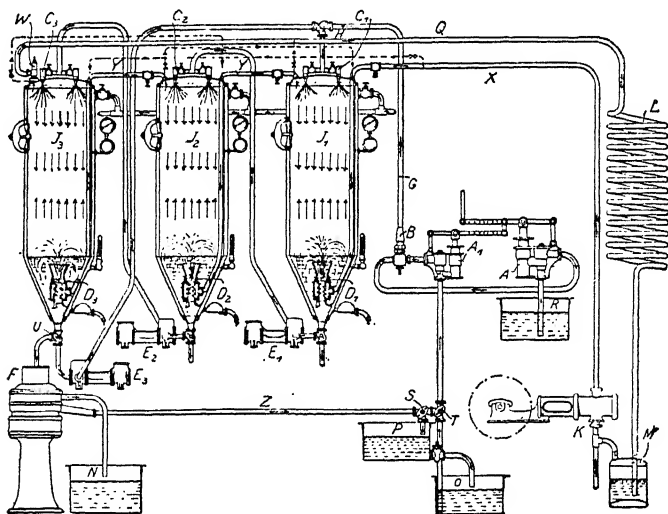 W C₃ C₂ H C₁ Q
A Y Y X
L
J₃ J₂ J₁
G
B A₁ A
R
D₃ D₂ D₁
U
E₂ E₁
F E₃
Z S T
P K
N O M